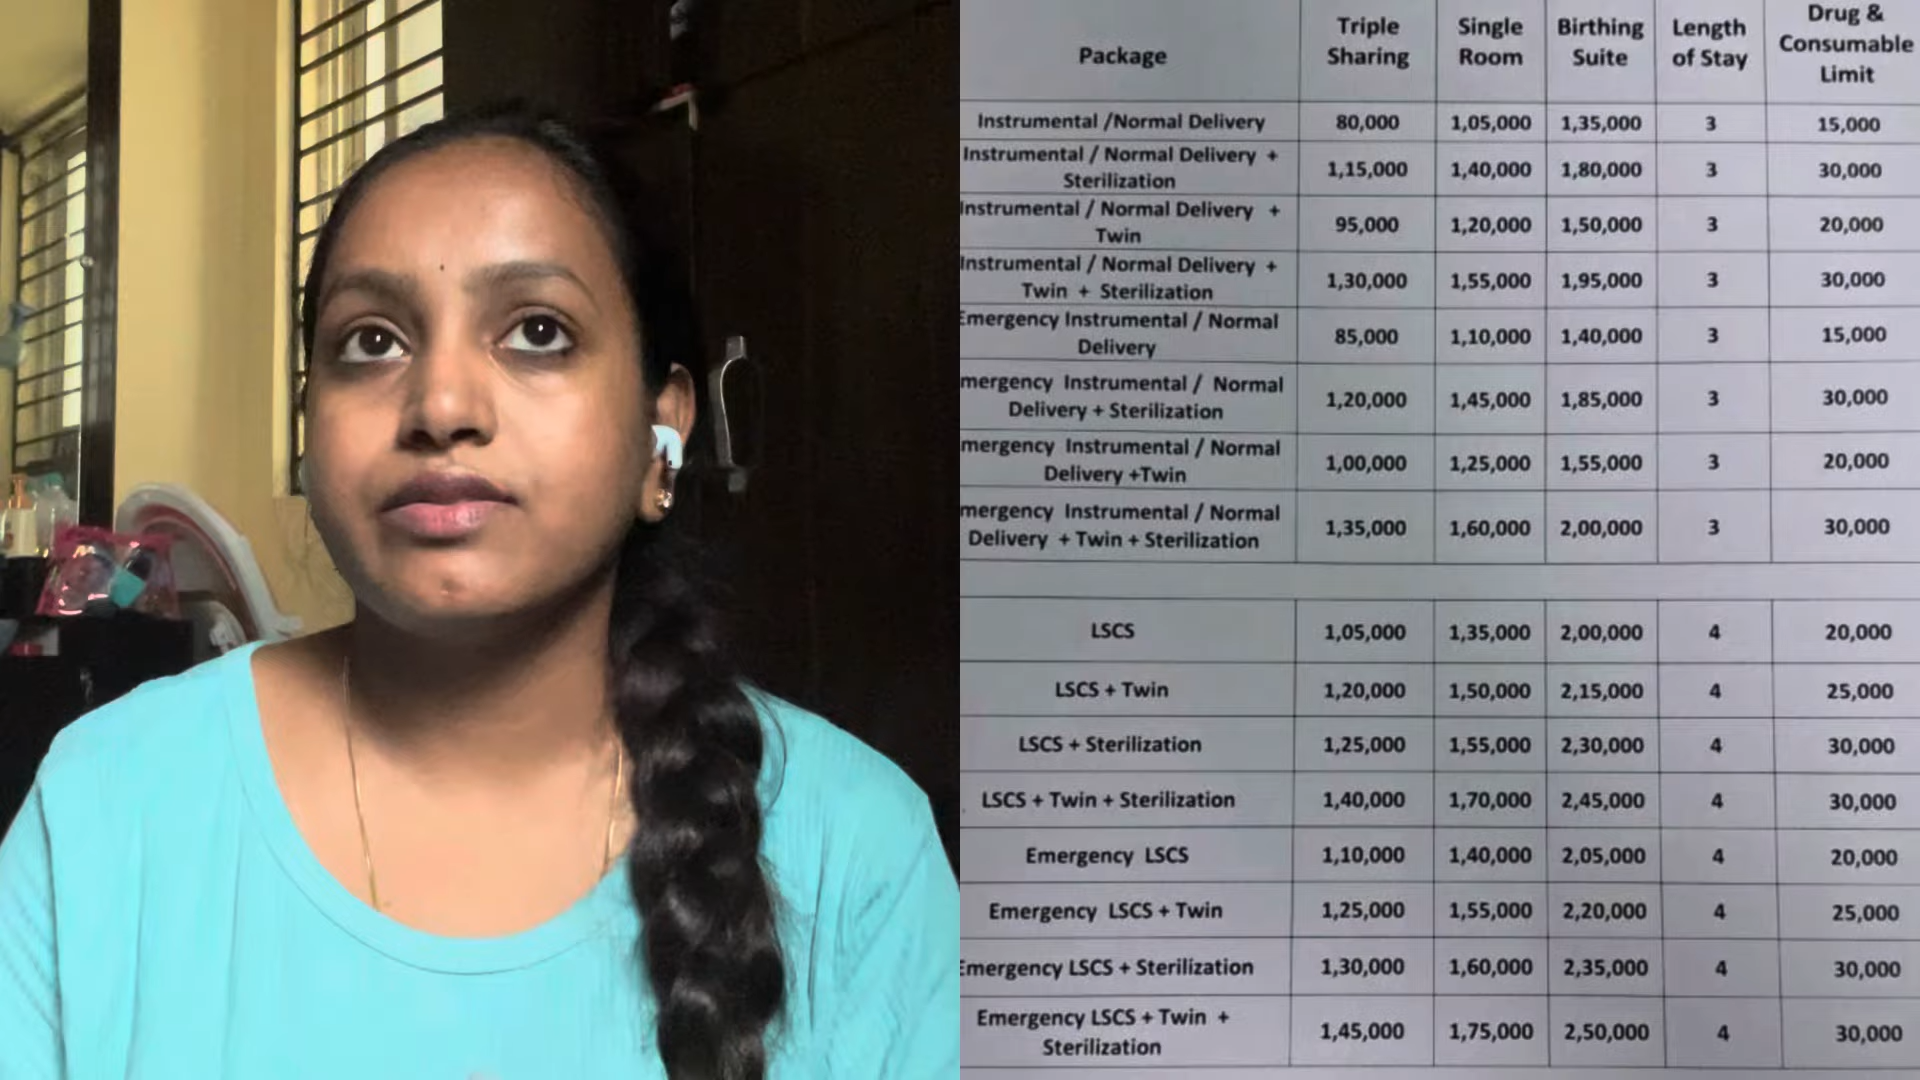 Package Triple Sharing Single Room Birthing Suite Length of Stay Drug & Consumable Limit
Instrumental /Normal Delivery 80,000 1,05,000 1,35,000 3 15,000
Instrumental / Normal Delivery + Sterilization 1,15,000 1,40,000 1,80,000 3 30,000
Instrumental / Normal Delivery + Twin 95,000 1,20,000 1,50,000 3 20,000
Instrumental / Normal Delivery + Twin + Sterilization 1,30,000 1,55,000 1,95,000 3 30,000
Emergency Instrumental / Normal Delivery 85,000 1,10,000 1,40,000 3 15,000
mergency Instrumental / Normal Delivery + Sterilization 1,20,000 1,45,000 1,85,000 3 30,000
mergency Instrumental / Normal Delivery +Twin 1,00,000 1,25,000 1,55,000 3 20,000
mergency Instrumental / Normal Delivery + Twin + Sterilization 1,35,000 1,60,000 2,00,000 3 30,000
LSCS 1,05,000 1,35,000 2,00,000 4 20,000
LSCS + Twin 1,20,000 1,50,000 2,15,000 4 25,000
LSCS + Sterilization 1,25,000 1,55,000 2,30,000 4 30,000
LSCS + Twin + Sterilization 1,40,000 1,70,000 2,45,000 4 30,000
Emergency LSCS 1,10,000 1,40,000 2,05,000 4 20,000
Emergency LSCS + Twin 1,25,000 1,55,000 2,20,000 4 25,000
Emergency LSCS + Sterilization 1,30,000 1,60,000 2,35,000 4 30,000
Emergency LSCS + Twin + Sterilization 1,45,000 1,75,000 2,50,000 4 30,000